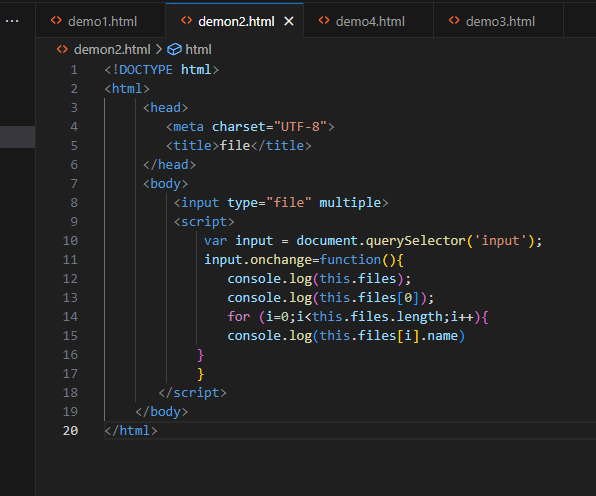 ··· <> demo1.html <> demon2.html × <> demo4.html <> demo3.html
<> demon2.html > html
1 <!DOCTYPE html>
2 <html>
3 <head>
4 <meta charset="UTF-8">
5 <title>file</title>
6 </head>
7 <body>
8 <input type="file" multiple>
9 <script>
10 var input = document.querySelector('input');
11 input.onchange=function(){
12 console.log(this.files);
13 console.log(this.files[0]);
14 for (i=0;i<this.files.length;i++){
15 console.log(this.files[i].name)
16 }
17 }
18 </script>
19 </body>
20 </html>